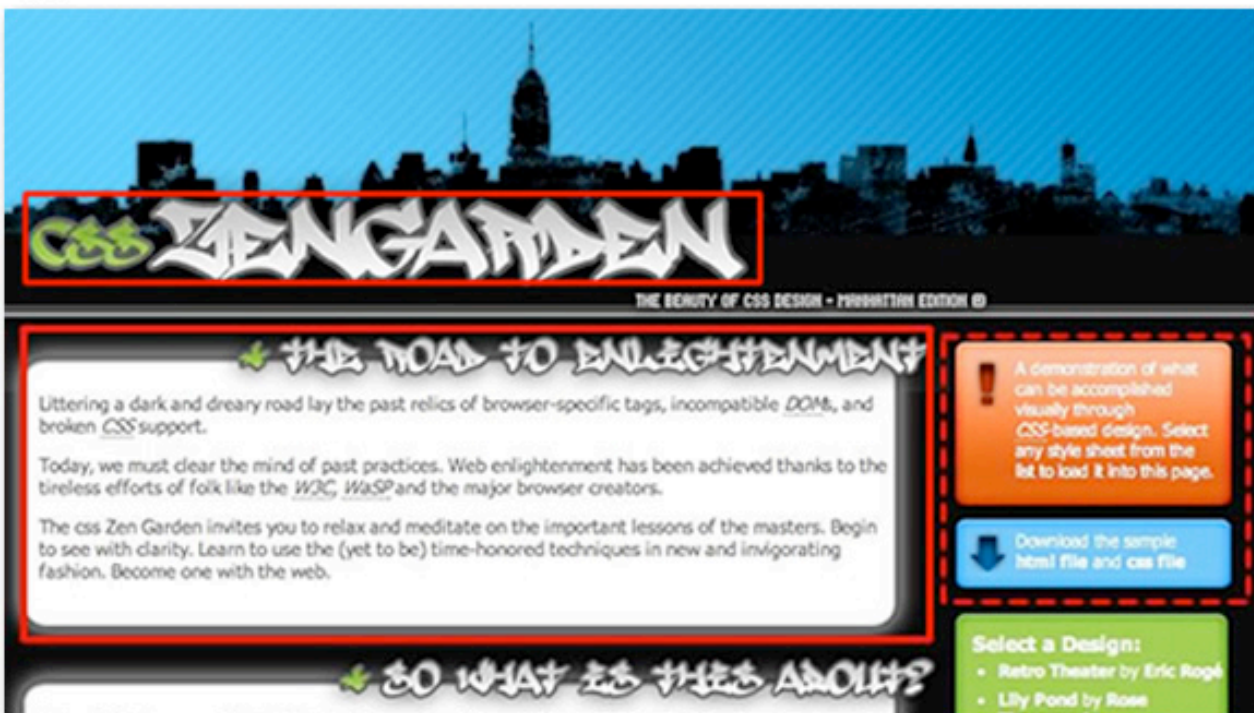 CSS ZENGARDEN
THE BEAUTY OF CSS DESIGN - MANHATTAN EDITION
THE ROAD TO ENLIGHTENMENT
Littering a dark and dreary road lay the past relics of browser-specific tags, incompatible DOMs, and
broken CSS support.
Today, we must clear the mind of past practices. Web enlightenment has been achieved thanks to the
tireless efforts of folk like the W3C, WaSP and the major browser creators.
The css Zen Garden invites you to relax and meditate on the important lessons of the masters. Begin
to see with clarity. Learn to use the (yet to be) time-honored techniques in new and invigorating
fashion. Become one with the web.
SO WHAT IS THIS ABOUT?
A demonstration of what
can be accomplished
visually through
CSS-based design. Select
any style sheet from the
list to load it into this page.
Download the sample
html file and css file
Select a Design:
Retro Theater by Eric Rogé
Lily Pond by Rose